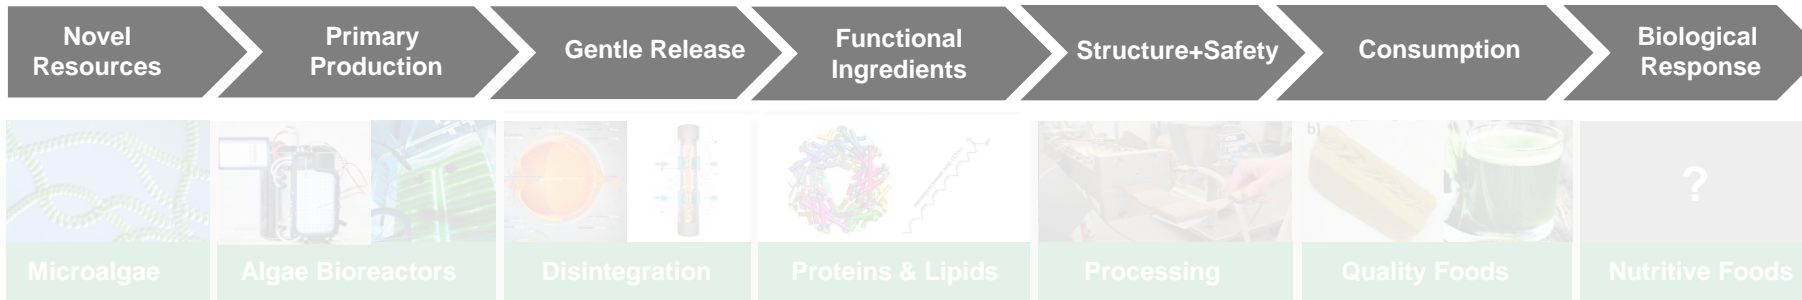 Novel
Resources
Primary
Production
Gentle Release
Functional
Ingredients
Structure+Safety
Consumption
Biological
Response
b)
?
Microalgae
Algae Bioreactors
Disintegration
Proteins & Lipids
Processing
Quality Foods
Nutritive Foods